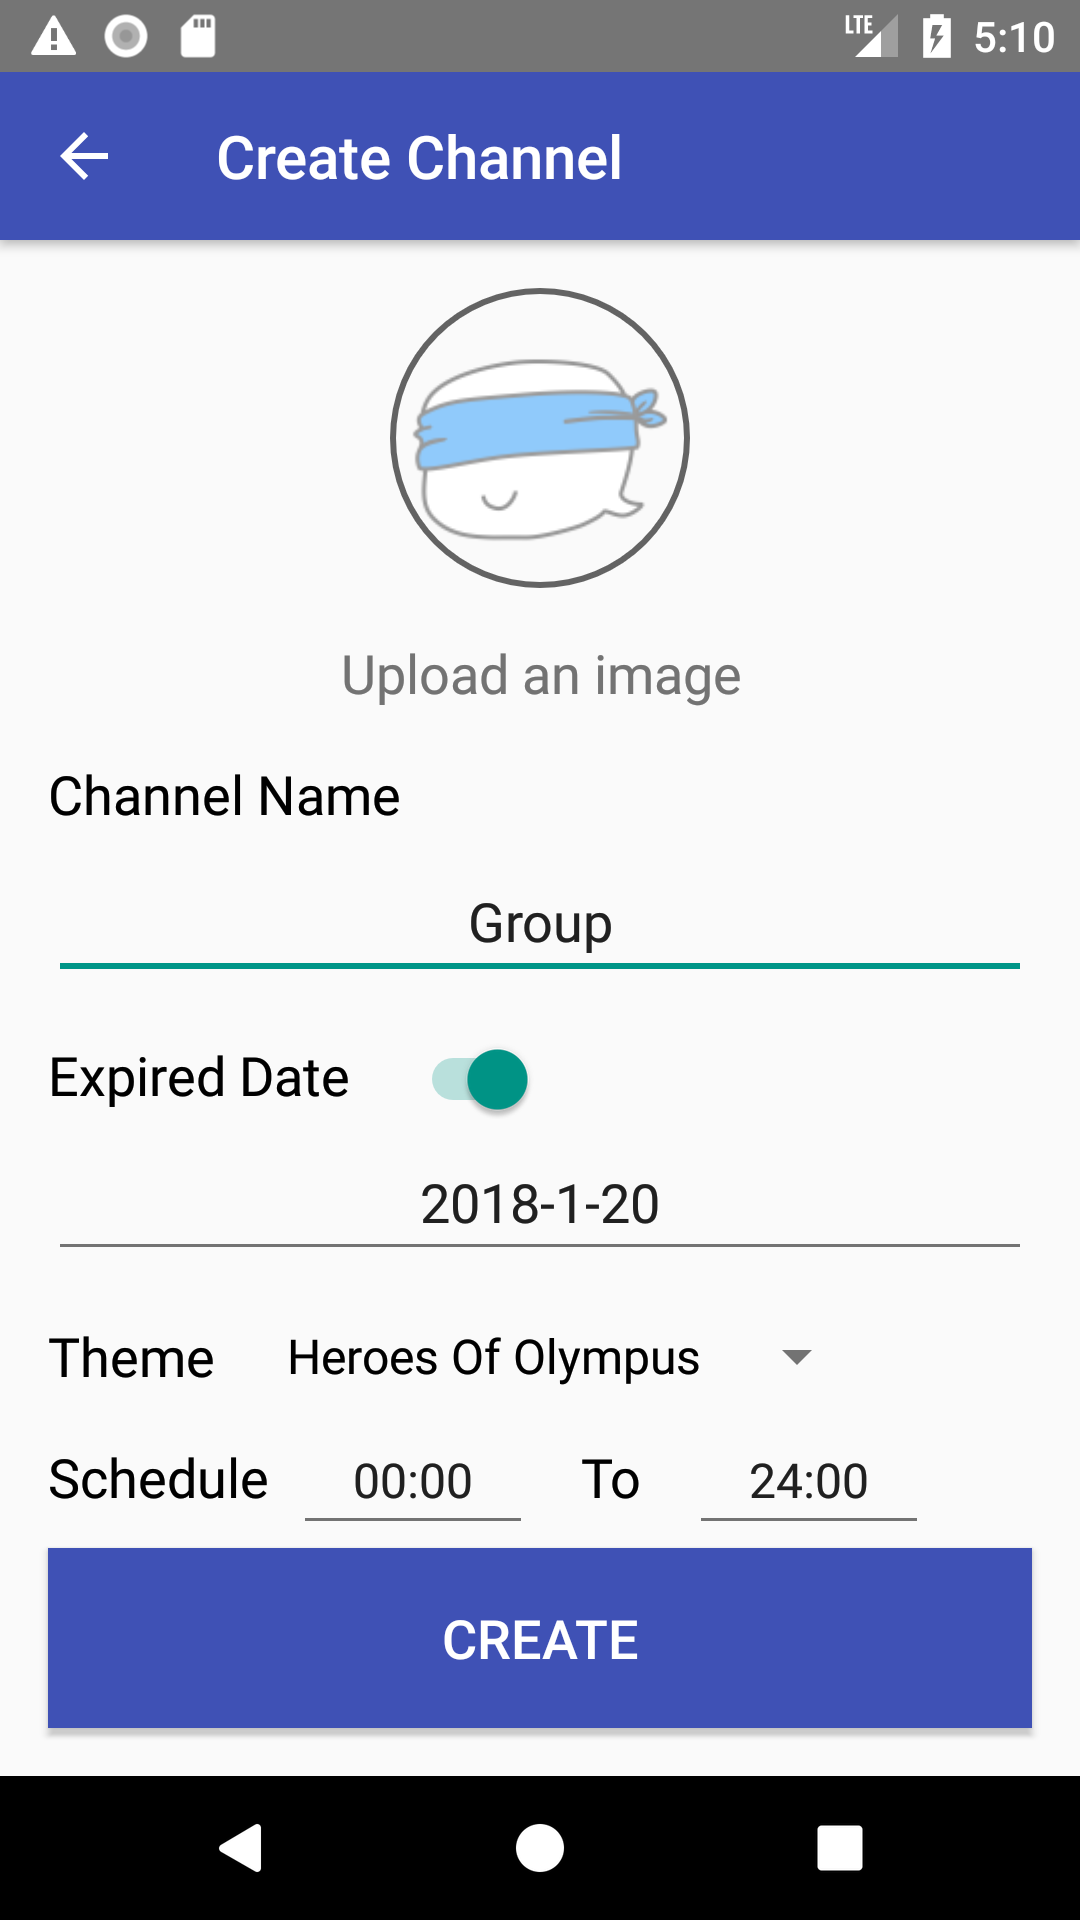 LTE 5:10
Create Channel
Upload an image
Channel Name
Group
Expired Date
2018-1-20
Theme Heroes Of Olympus
Schedule 00:00 To 24:00
CREATE